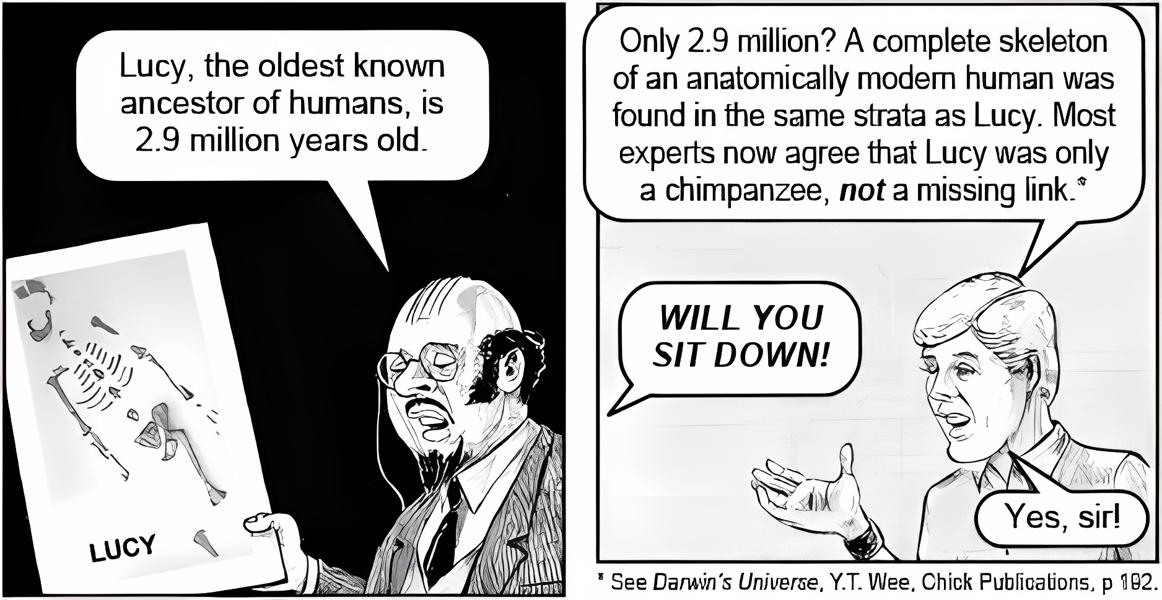 Lucy, the oldest known
ancestor of humans, is
2.9 million years old.
LUCY
Only 2.9 million? A complete skeleton
of an anatomically modern human was
found in the same strata as Lucy. Most
experts now agree that Lucy was only
a chimpanzee, not a missing link.*
WILL YOU
SIT DOWN!
Yes, sir!
* See Darwin's Universe, Y.T. Wee, Chick Publications, p 182.